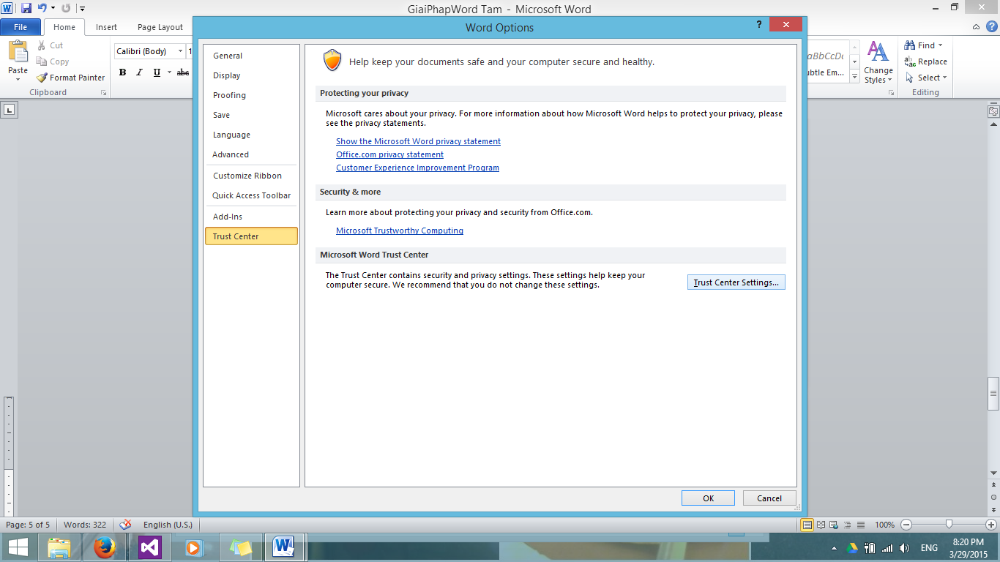 GiaiPhapWord Tam - Microsoft Word
File Home Insert Page Layout
Cut
Copy
Paste
Format Painter
Clipboard
Calibri (Body)
B I U abc
Word Options
?
General
Display
Proofing
Save
Language
Advanced
Customize Ribbon
Quick Access Toolbar
Add-Ins
Trust Center
Help keep your documents safe and your computer secure and healthy.
Protecting your privacy
Microsoft cares about your privacy. For more information about how Microsoft Word helps to protect your privacy, please
see the privacy statements.
Show the Microsoft Word privacy statement
Office.com privacy statement
Customer Experience Improvement Program
Security & more
Learn more about protecting your privacy and security from Office.com.
Microsoft Trustworthy Computing
Microsoft Word Trust Center
The Trust Center contains security and privacy settings. These settings help keep your
computer secure. We recommend that you do not change these settings.
Trust Center Settings...
OK
Cancel
Change
Styles
Find
Replace
Select
Editing
Page: 5 of 5
Words: 322
English (U.S.)
100%
ENG
8:20 PM
3/29/2015